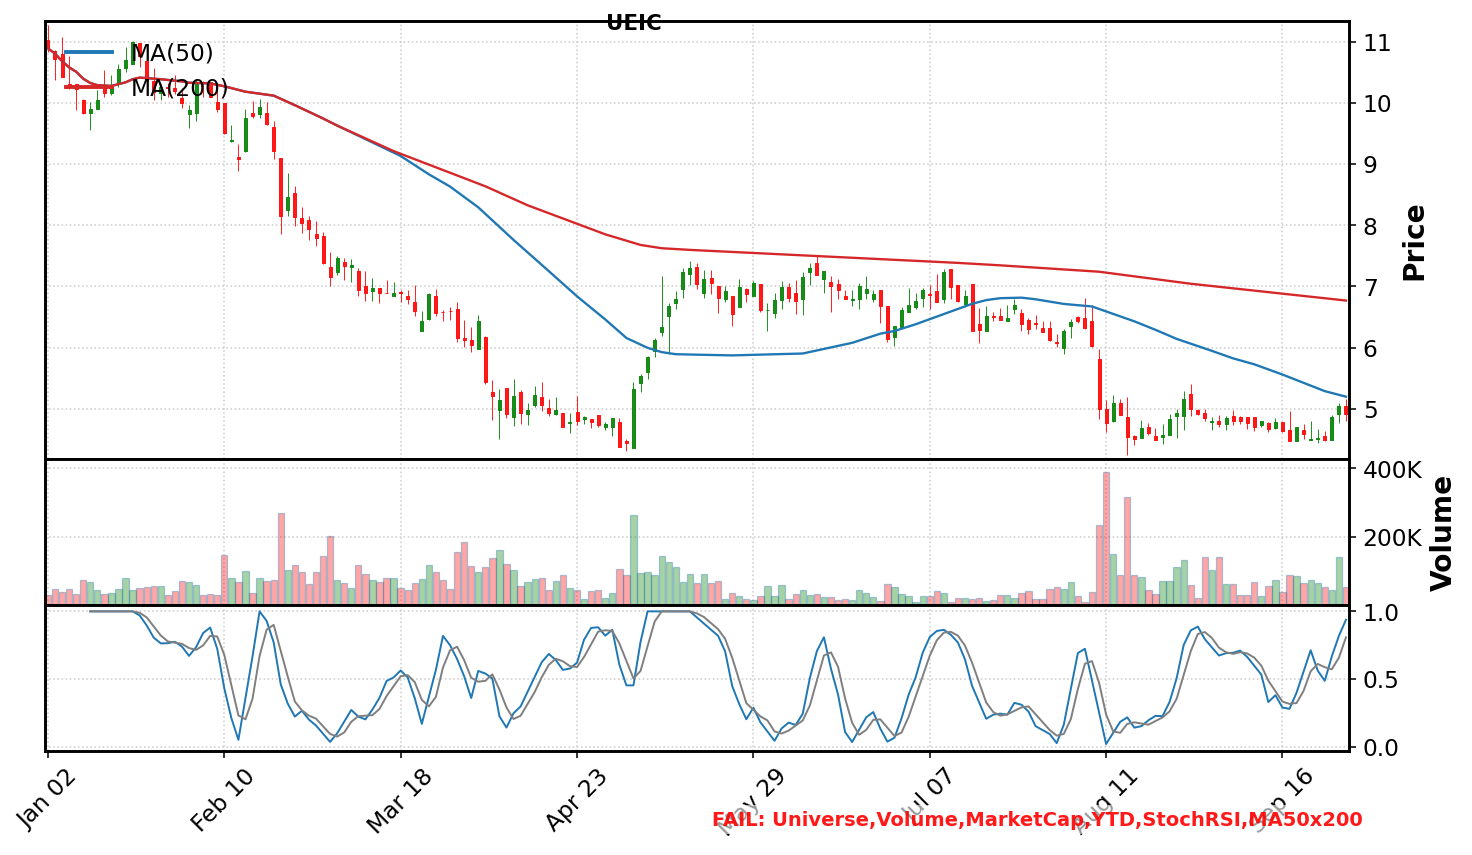 UEIC
MA(50)
MA(200)
11
10
9
8
7
6
5
Price
400K
200K
Volume
1.0
0.5
0.0
Jan 02
Feb 10
Mar 18
Apr 23
May 29
Jul 07
Aug 11
Sep 16
FAIL: Universe,Volume,MarketCap,YTD,StochRSI,MA50x200